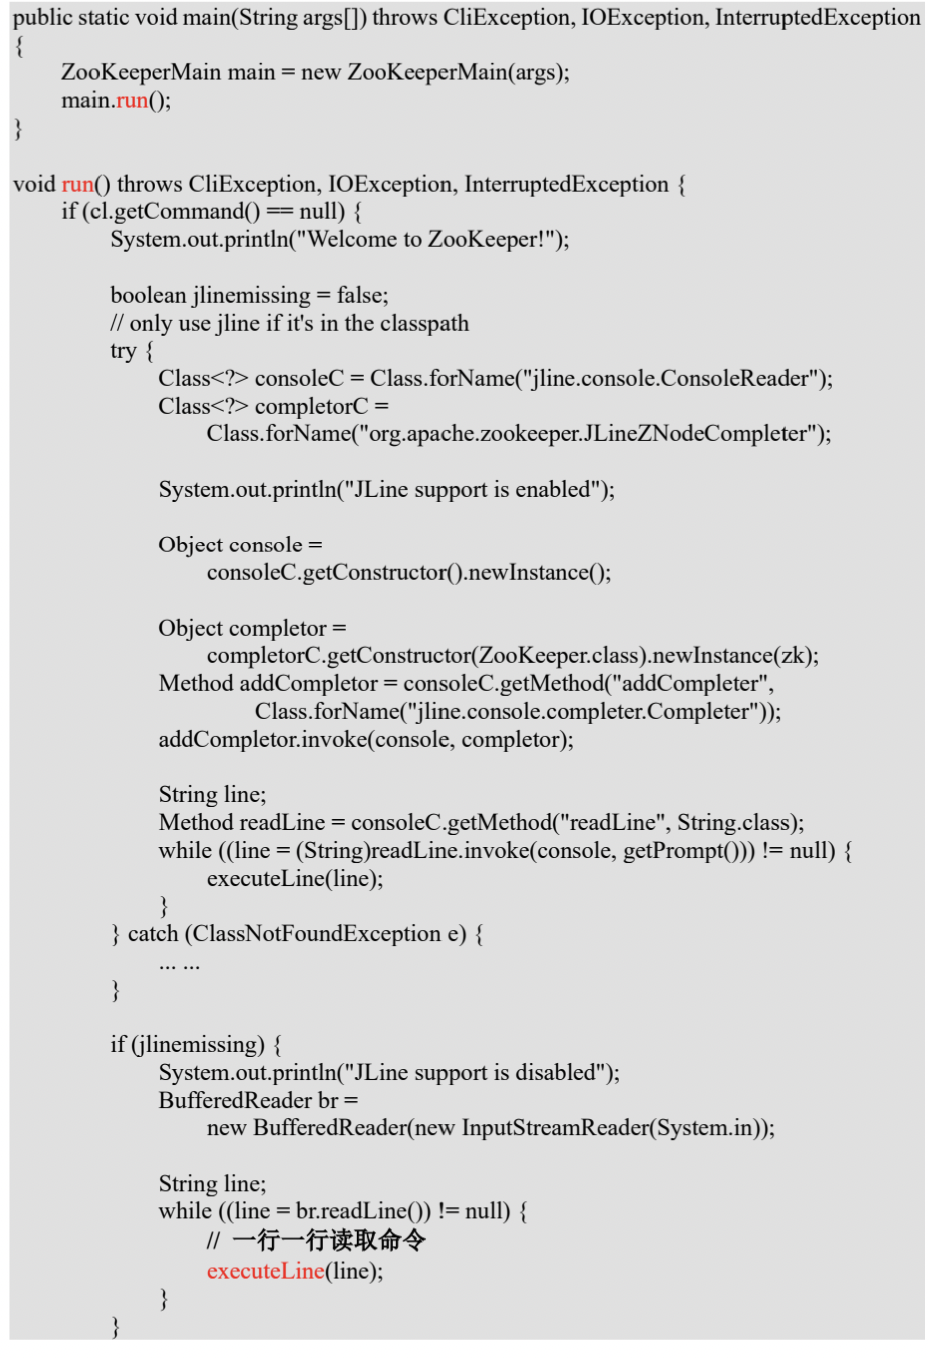 public static void main(String args[]) throws CliException, IOException, InterruptedException
{
ZooKeeperMain main = new ZooKeeperMain(args);
main.run();
}
void run() throws CliException, IOException, InterruptedException {
if (cl.getCommand() == null) {
System.out.println("Welcome to ZooKeeper!");
boolean jlinemissing = false;
// only use jline if it's in the classpath
try {
Class<?> consoleC = Class.forName("jline.console.ConsoleReader");
Class<?> completorC =
Class.forName("org.apache.zookeeper.JLineZNodeCompleter");
System.out.println("JLine support is enabled");
Object console =
consoleC.getConstructor().newInstance();
Object completor =
completorC.getConstructor(ZooKeeper.class).newInstance(zk);
Method addCompletor = consoleC.getMethod("addCompleter",
Class.forName("jline.console.completer.Completer"));
addCompletor.invoke(console, completor);
String line;
Method readLine = consoleC.getMethod("readLine", String.class);
while ((line = (String)readLine.invoke(console, getPrompt())) != null) {
executeLine(line);
}
} catch (ClassNotFoundException e) {
... ...
}
if (jlinemissing) {
System.out.println("JLine support is disabled");
BufferedReader br =
new BufferedReader(new InputStreamReader(System.in));
String line;
while ((line = br.readLine()) != null) {
// 一行一行读取命令
executeLine(line);
}
}